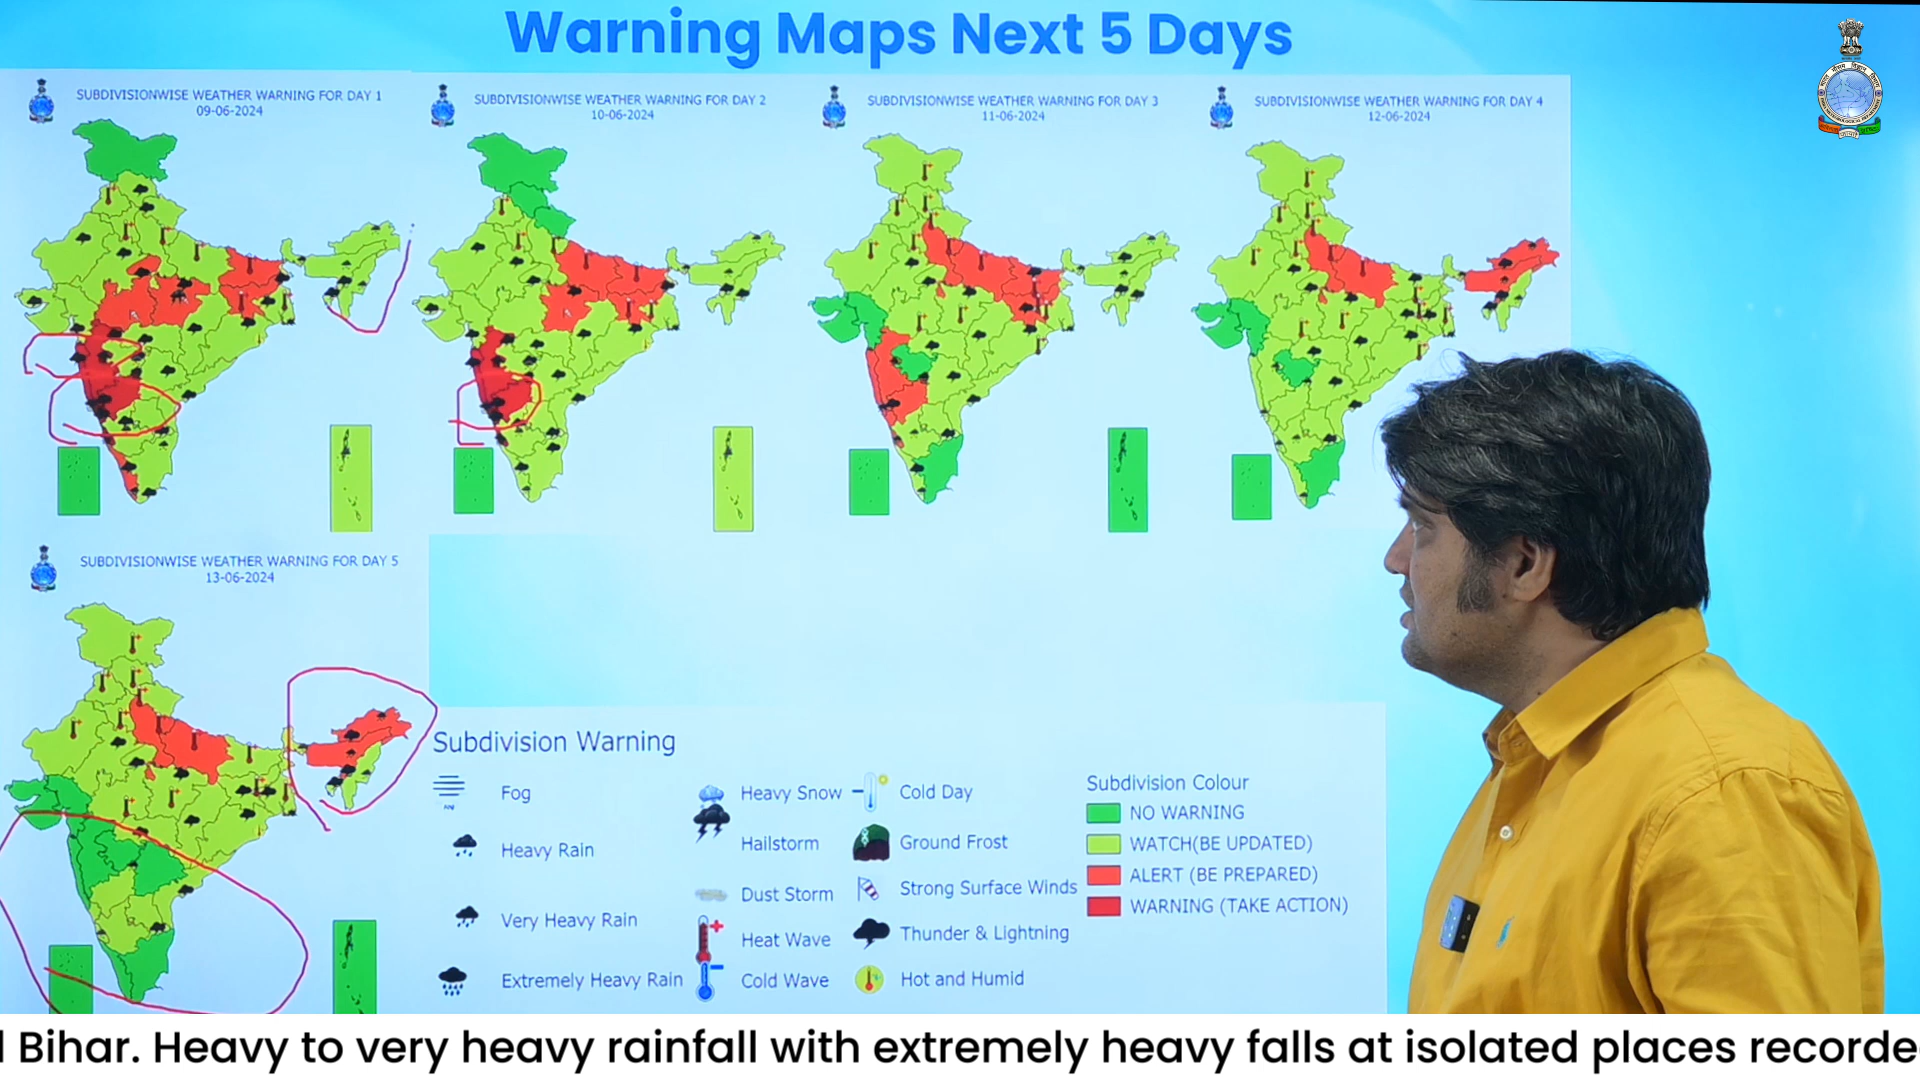 Warning Maps Next 5 Days
SUBDIVISIONWISE WEATHER WARNING FOR DAY 1
09-06-2024
SUBDIVISIONWISE WEATHER WARNING FOR DAY 2
10-06-2024
SUBDIVISIONWISE WEATHER WARNING FOR DAY 3
11-06-2024
SUBDIVISIONWISE WEATHER WARNING FOR DAY 4
12-06-2024
SUBDIVISIONWISE WEATHER WARNING FOR DAY 5
13-06-2024
Subdivision Warning
Fog
Heavy Rain
Very Heavy Rain
Extremely Heavy Rain
Heavy Snow
Hailstorm
Dust Storm
Heat Wave
Cold Wave
Cold Day
Ground Frost
Strong Surface Winds
Thunder & Lightning
Hot and Humid
Subdivision Colour
NO WARNING
WATCH(BE UPDATED)
ALERT (BE PREPARED)
WARNING (TAKE ACTION)
Bihar. Heavy to very heavy rainfall with extremely heavy falls at isolated places